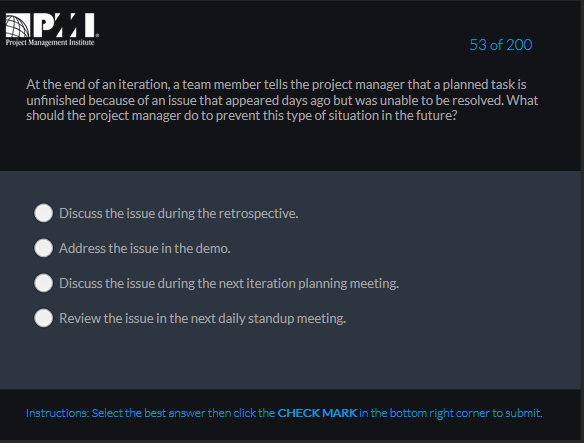 PMI.
Project Management Institute
53 of 200
At the end of an iteration, a team member tells the project manager that a planned task is
unfinished because of an issue that appeared days ago but was unable to be resolved. What
should the project manager do to prevent this type of situation in the future?
Discuss the issue during the retrospective.
Address the issue in the demo.
Discuss the issue during the next iteration planning meeting.
Review the issue in the next daily standup meeting.
Instructions: Select the best answer then click the CHECK MARK in the bottom right corner to submit.